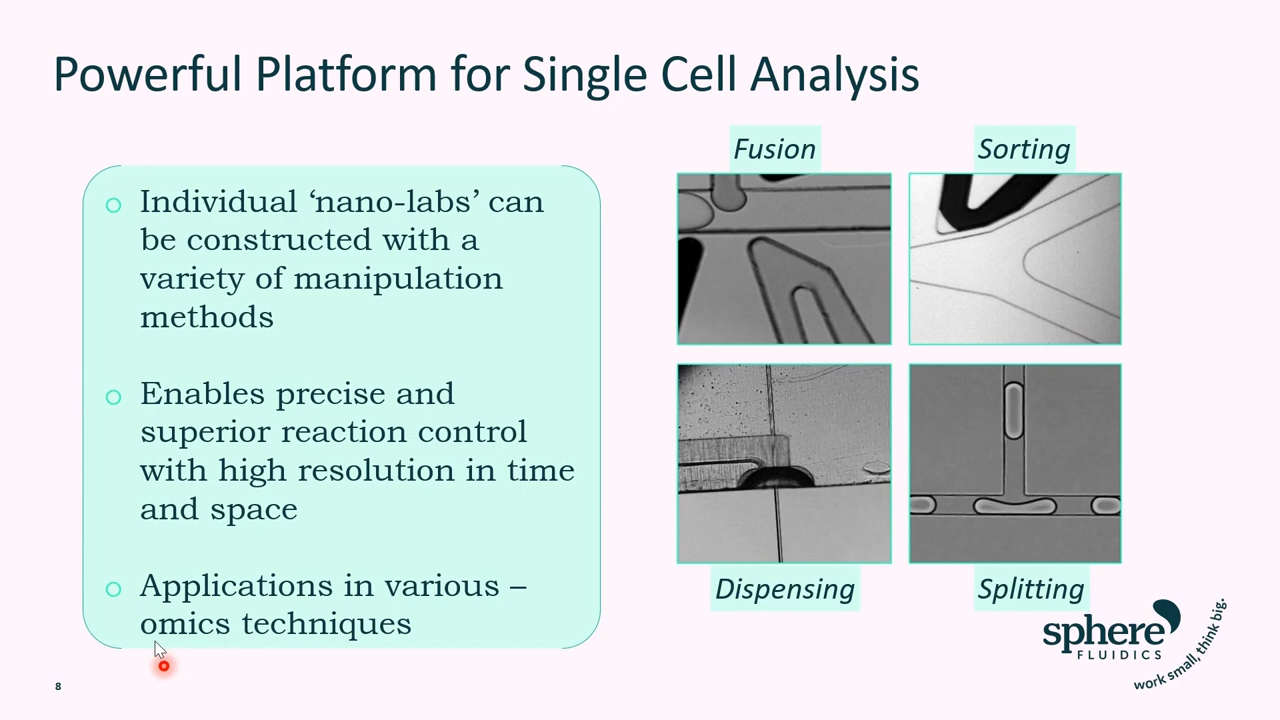 Powerful Platform for Single Cell Analysis
Individual ‘nano-labs’ can
be constructed with a
variety of manipulation
methods
Enables precise and
superior reaction control
with high resolution in time
and space
Applications in various –
omics techniques
Fusion
Sorting
Dispensing
Splitting
sphere
FLUIDICS
work small, think big.
8